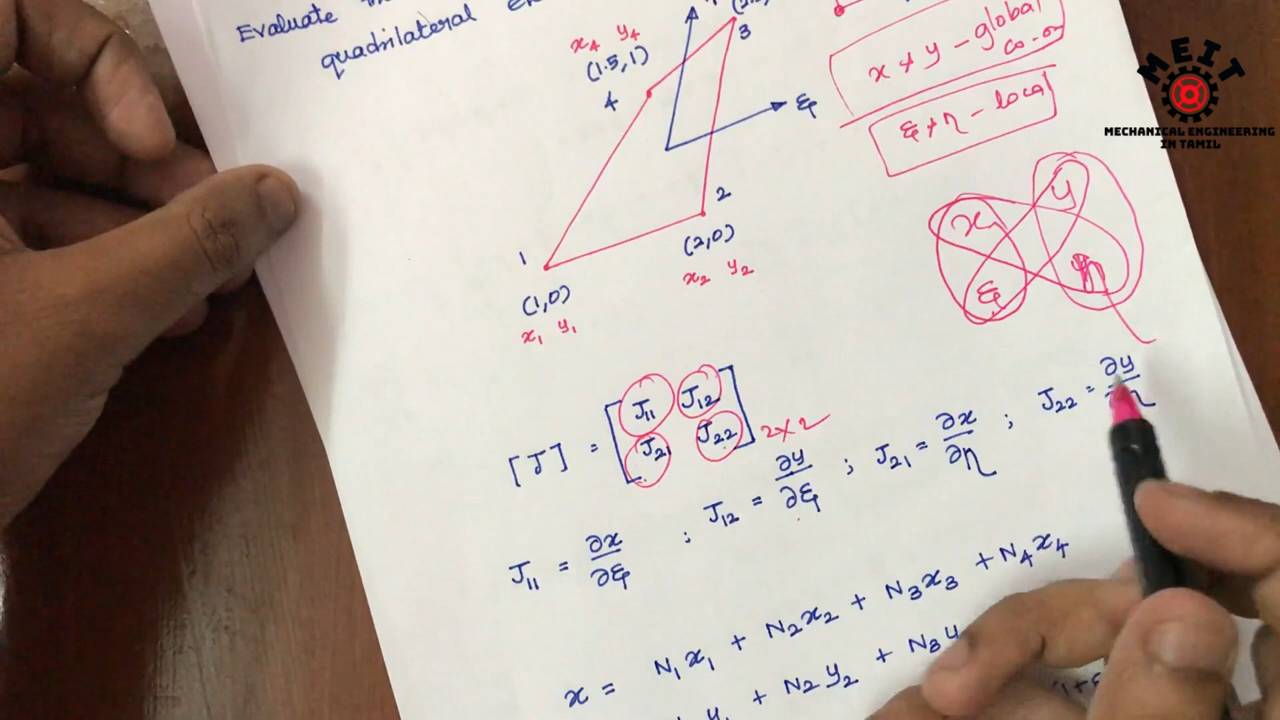 Evaluate
quadrilateral
x₄ y₄
(1.5,1)
4
3
ξ
1
(1,0)
x₁ y₁
2
(2,0)
x₂ y₂
x & y - global
co-or
ξ & η - local
x y
ξ η
MEIT
MECHANICAL ENGINEERING
IN TAMIL
[J] = [J₁₁ J₁₂
J₂₁ J₂₂] 2×2
J₁₁ = ∂x/∂ξ ; J₁₂ = ∂y/∂ξ ; J₂₁ = ∂x/∂η ; J₂₂ = ∂y/∂η
x = N₁x₁ + N₂x₂ + N₃x₃ + N₄x₄
y₁ + N₂y₂ + N₃y